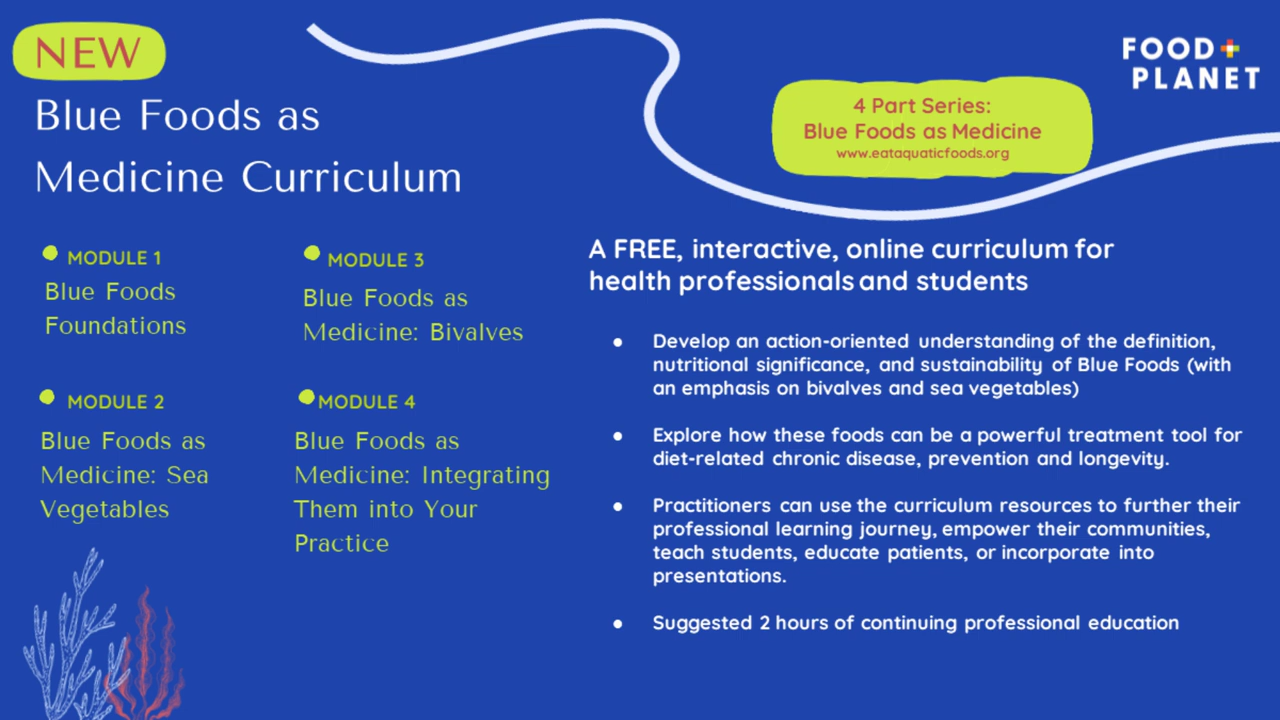 NEW
Blue Foods as
Medicine Curriculum
FOOD+
PLANET
4 Part Series:
Blue Foods as Medicine
www.eataquaticfoods.org
MODULE 1
Blue Foods
Foundations
MODULE 2
Blue Foods as
Medicine: Sea
Vegetables
MODULE 3
Blue Foods as
Medicine: Bivalves
MODULE 4
Blue Foods as
Medicine: Integrating
Them into Your
Practice
A FREE, interactive, online curriculum for
health professionals and students
• Develop an action-oriented understanding of the definition,
nutritional significance, and sustainability of Blue Foods (with
an emphasis on bivalves and sea vegetables)
• Explore how these foods can be a powerful treatment tool for
diet-related chronic disease, prevention and longevity.
• Practitioners can use the curriculum resources to further their
professional learning journey, empower their communities,
teach students, educate patients, or incorporate into
presentations.
• Suggested 2 hours of continuing professional education